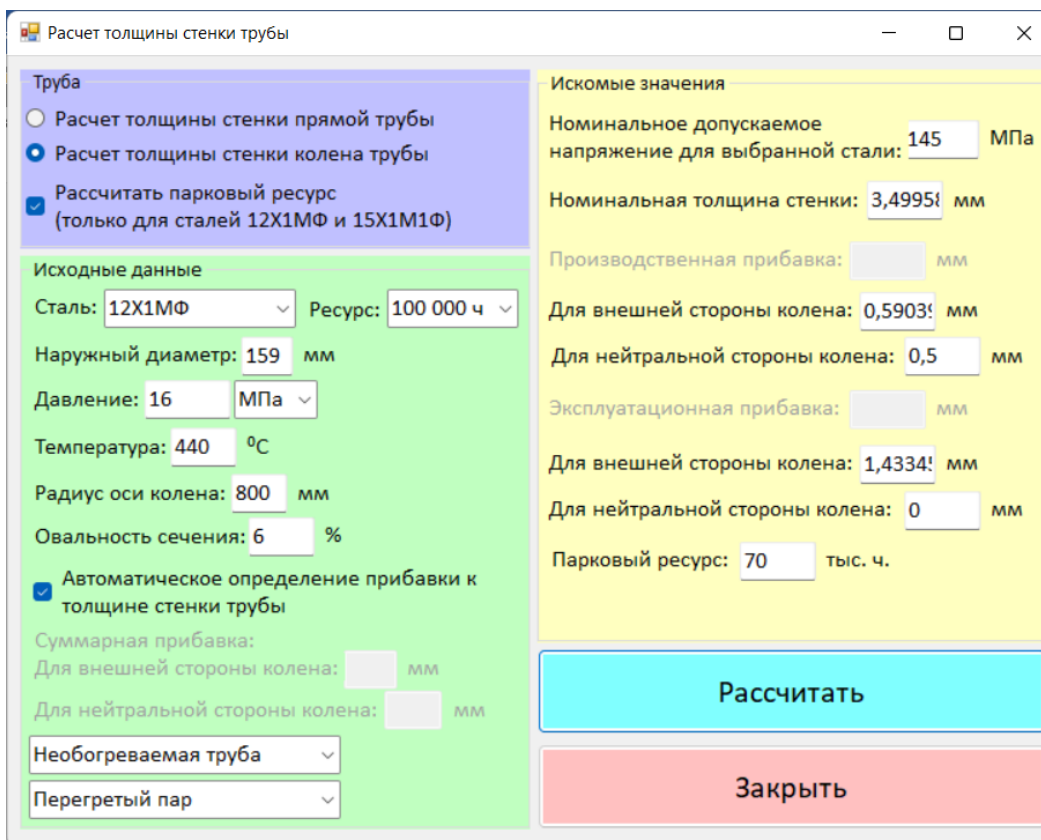 Расчет толщины стенки трубы
Труба
Расчет толщины стенки прямой трубы
Расчет толщины стенки колена трубы
Рассчитать парковый ресурс
(только для сталей 12Х1МФ и 15Х1М1Ф)
Исходные данные
Сталь: 12Х1МФ Ресурс: 100 000 ч
Наружный диаметр: 159 мм
Давление: 16 МПа
Температура: 440 ⁰С
Радиус оси колена: 800 мм
Овальность сечения: 6 %
Автоматическое определение прибавки к
толщине стенки трубы
Суммарная прибавка:
Для внешней стороны колена: мм
Для нейтральной стороны колена: мм
Необогреваемая труба
Перегретый пар
Искомые значения
Номинальное допускаемое
напряжение для выбранной стали: 145 МПа
Номинальная толщина стенки: 3,4995 мм
Производственная прибавка: мм
Для внешней стороны колена: 0,5903 мм
Для нейтральной стороны колена: 0,5 мм
Эксплуатационная прибавка: мм
Для внешней стороны колена: 1,4334 мм
Для нейтральной стороны колена: 0 мм
Парковый ресурс: 70 тыс. ч.
Рассчитать
Закрыть